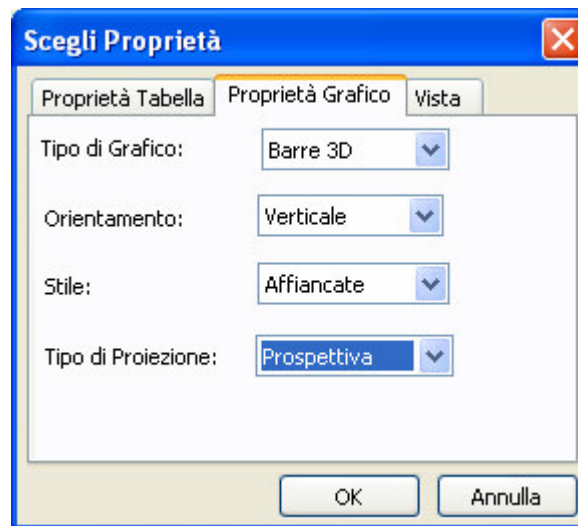 Scegli Proprietà
Proprietà Tabella Proprietà Grafico Vista
Tipo di Grafico: Barre 3D
Orientamento: Verticale
Stile: Affiancate
Tipo di Proiezione: Prospettiva
OK Annulla